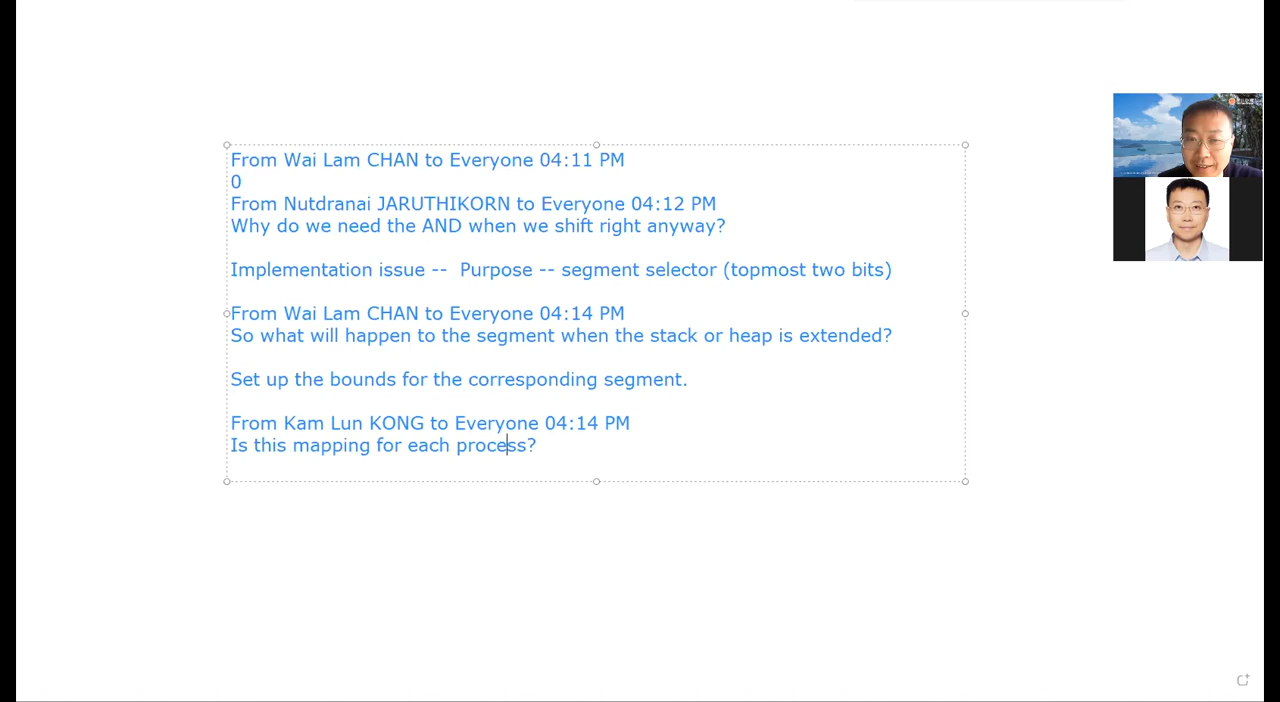 From Wai Lam CHAN to Everyone 04:11 PM
0
From Nutdranai JARUTHIKORN to Everyone 04:12 PM
Why do we need the AND when we shift right anyway?
Implementation issue --  Purpose -- segment selector (topmost two bits)
From Wai Lam CHAN to Everyone 04:14 PM
So what will happen to the segment when the stack or heap is extended?
Set up the bounds for the corresponding segment.
From Kam Lun KONG to Everyone 04:14 PM
Is this mapping for each process?